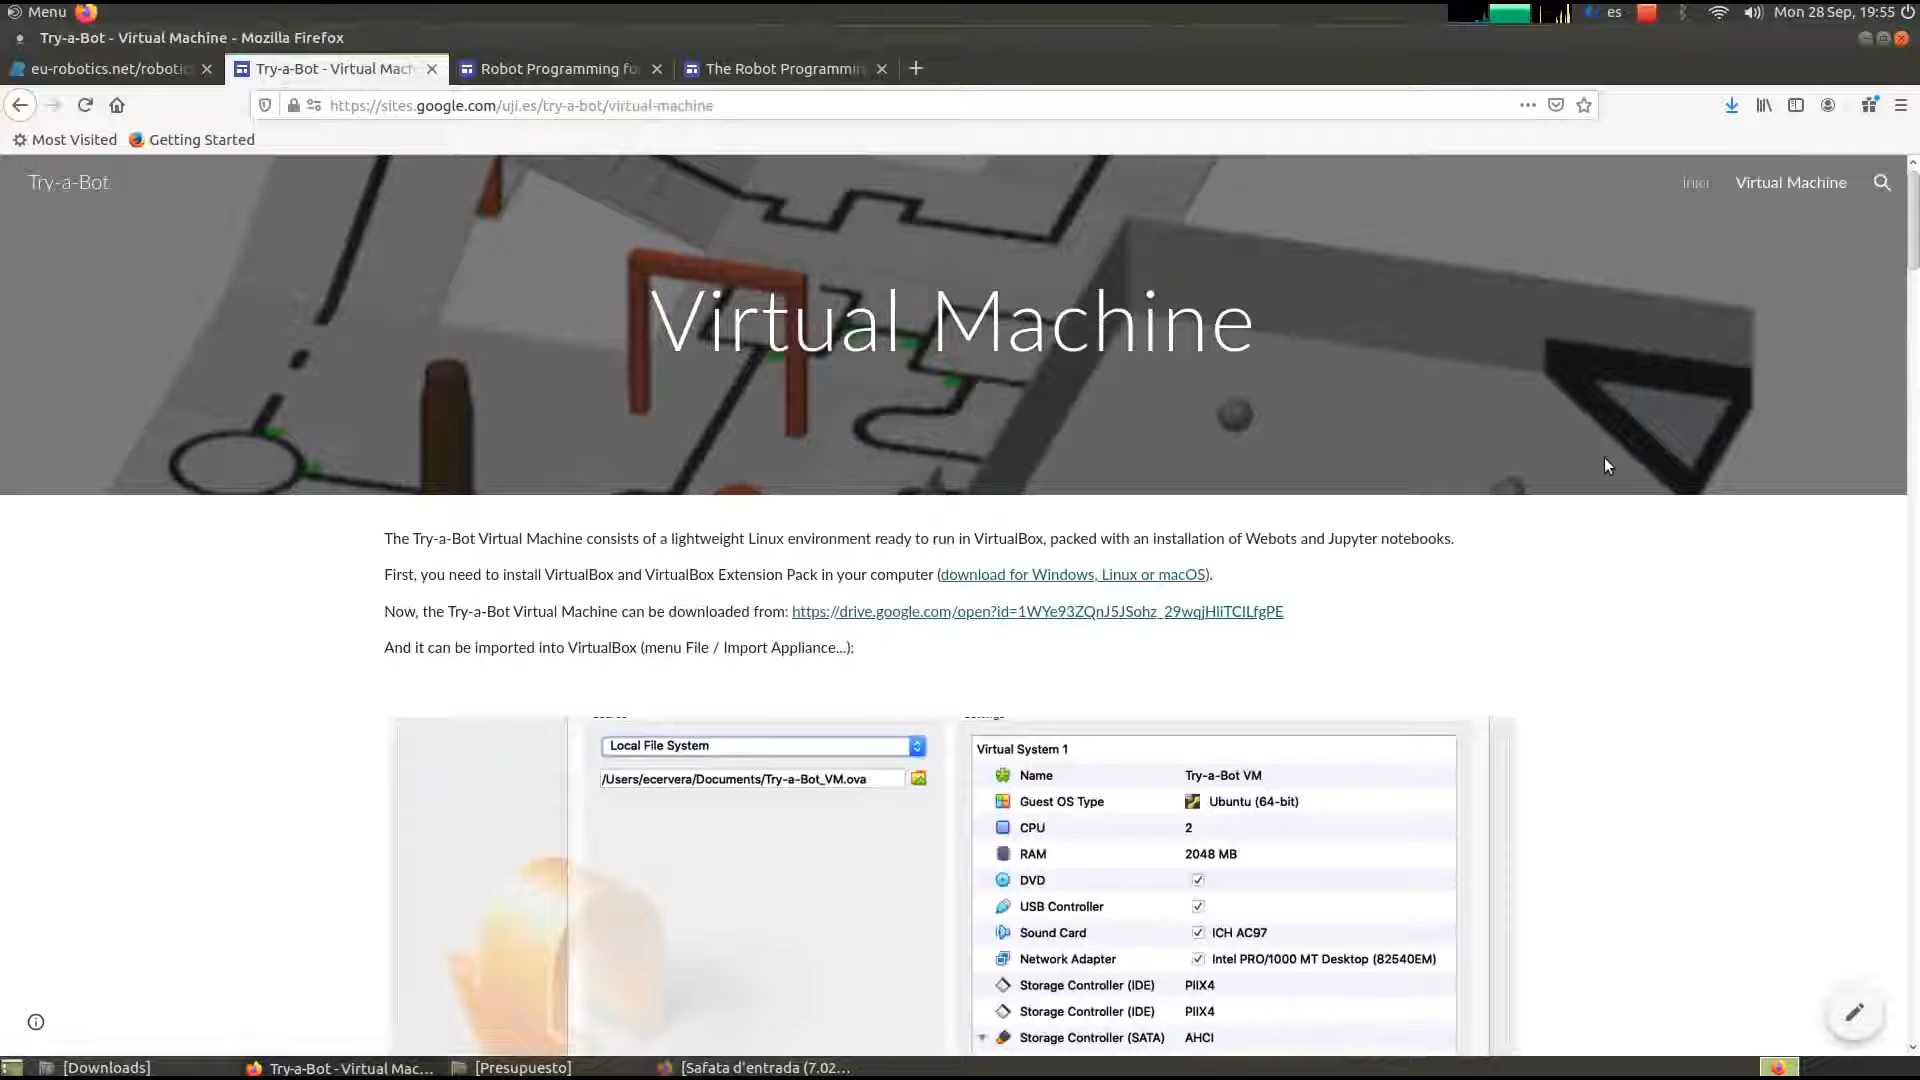 Menu
es
Mon 28 Sep, 19:55
Try-a-Bot - Virtual Machine - Mozilla Firefox
eu-robotics.net/robotic
Try-a-Bot - Virtual Mach
Robot Programming fo
The Robot Programmin
https://sites.google.com/uji.es/try-a-bot/virtual-machine
Most Visited
Getting Started
Try-a-Bot
Inici
Virtual Machine
Virtual Machine
The Try-a-Bot Virtual Machine consists of a lightweight Linux environment ready to run in VirtualBox, packed with an installation of Webots and Jupyter notebooks.
First, you need to install VirtualBox and VirtualBox Extension Pack in your computer (download for Windows, Linux or macOS).
Now, the Try-a-Bot Virtual Machine can be downloaded from: https://drive.google.com/open?id=1WYe93ZQnJ5JSohz_29wqjHliTCILfgPE
And it can be imported into VirtualBox (menu File / Import Appliance...):
Local File System
/Users/ecervera/Documents/Try-a-Bot_VM.ova
Virtual System 1
Name Try-a-Bot VM
Guest OS Type Ubuntu (64-bit)
CPU 2
RAM 2048 MB
DVD
USB Controller
Sound Card ICH AC97
Network Adapter Intel PRO/1000 MT Desktop (82540EM)
Storage Controller (IDE) PIIX4
Storage Controller (IDE) PIIX4
Storage Controller (SATA) AHCI
[Downloads]
Try-a-Bot - Virtual Mac...
[Presupuesto]
[Safata d'entrada (7.02...